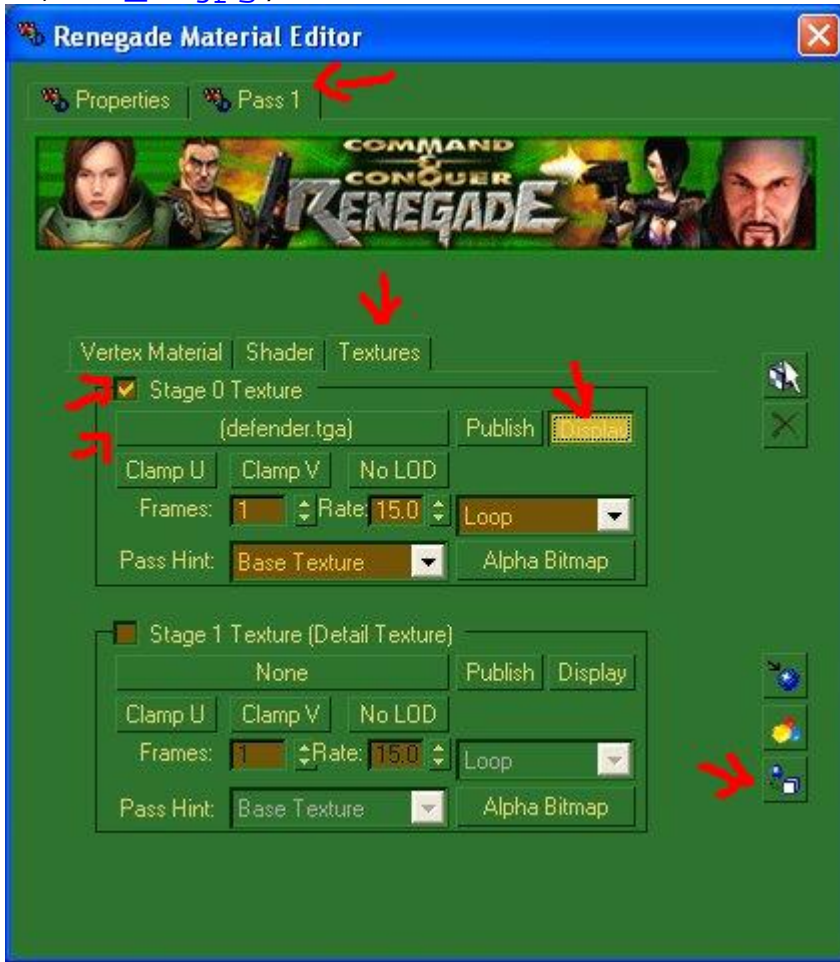 Renegade Material Editor
Properties Pass 1
COMMAND
CONQUER
RENEGADE
Vertex Material Shader Textures
Stage 0 Texture
(defender.tga) Publish Display
Clamp U Clamp V No LOD
Frames: 1 Rate: 15.0 Loop
Pass Hint: Base Texture Alpha Bitmap
Stage 1 Texture (Detail Texture)
None Publish Display
Clamp U Clamp V No LOD
Frames: 1 Rate: 15.0 Loop
Pass Hint: Base Texture Alpha Bitmap